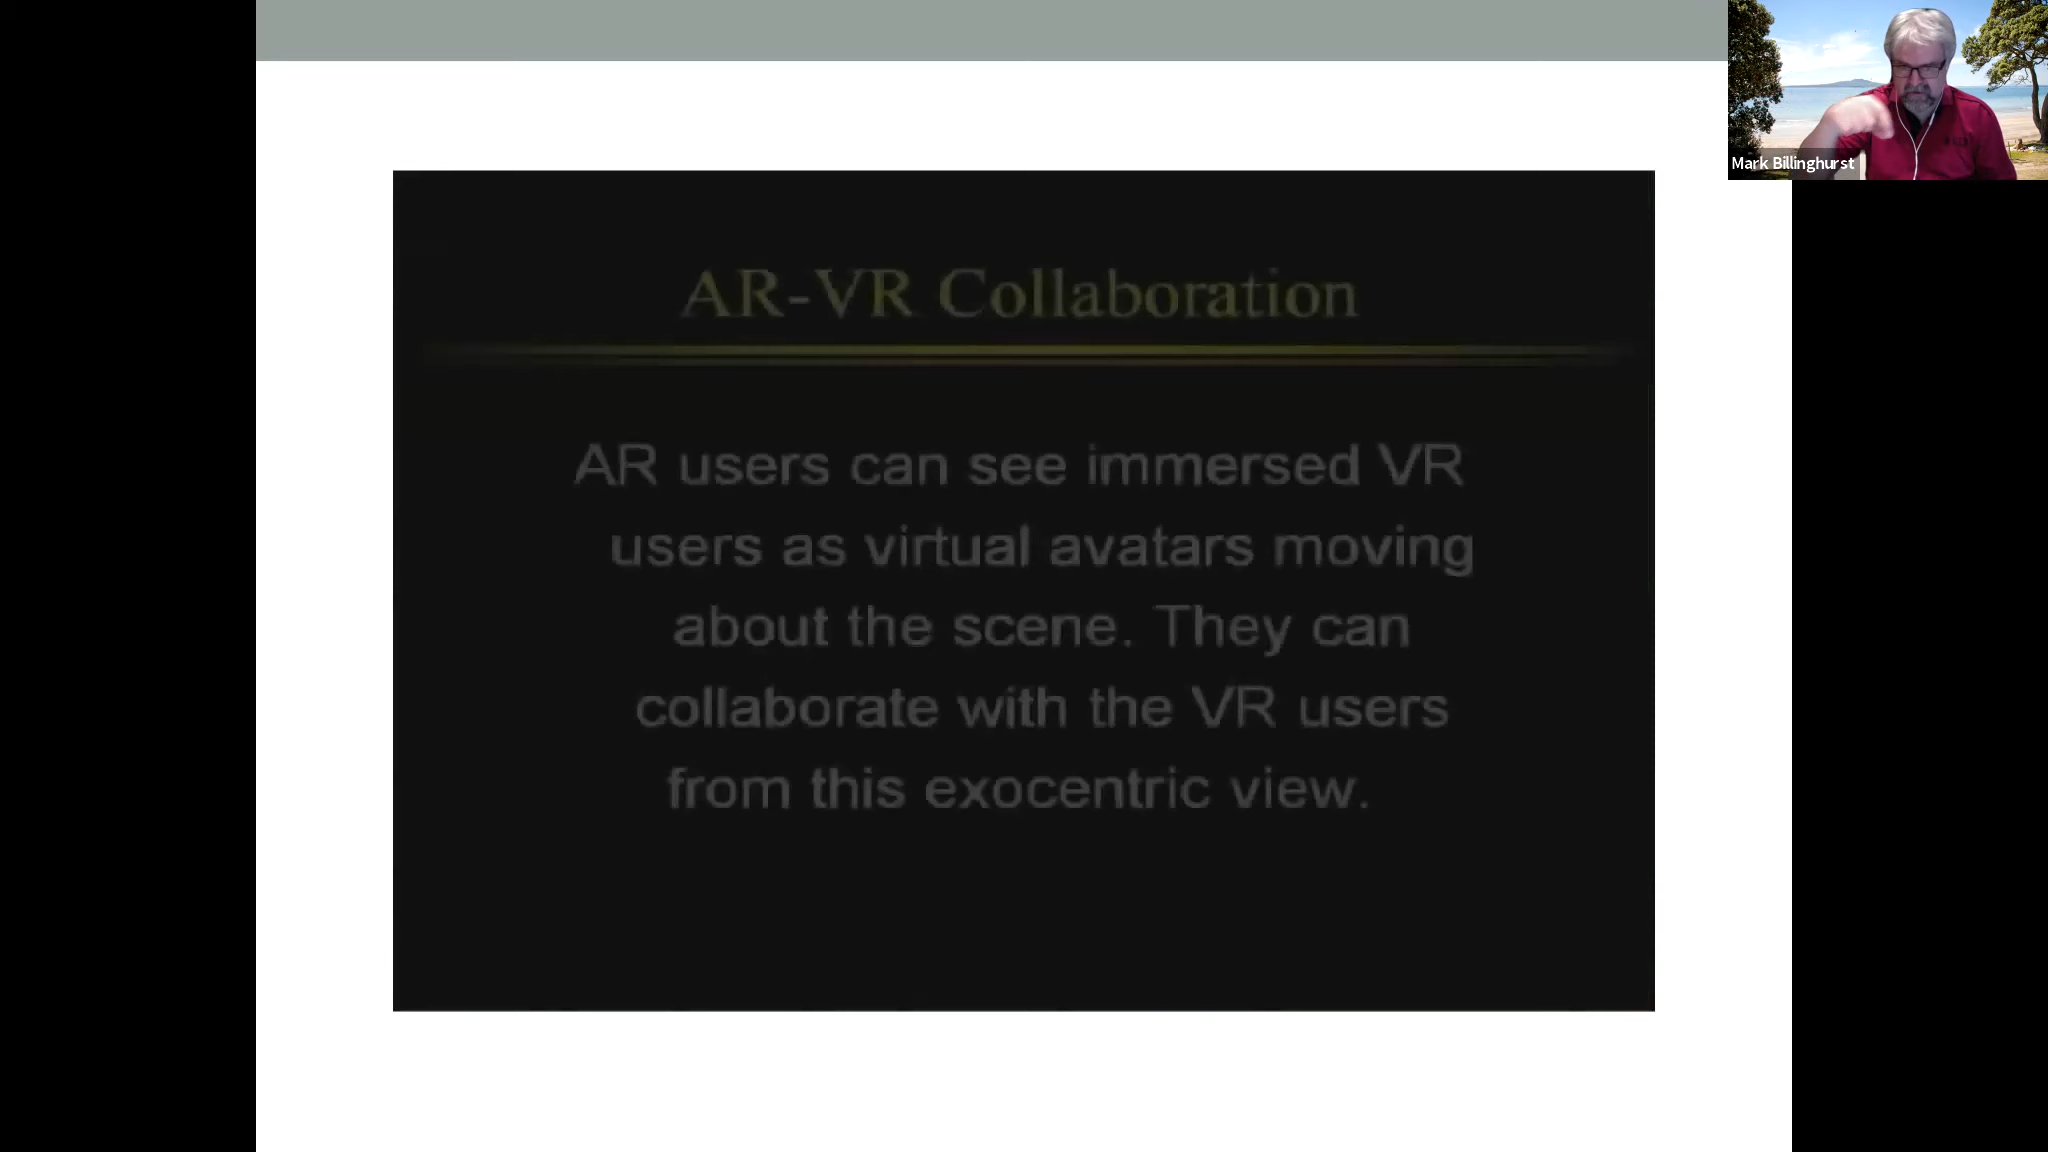 Mark Billinghurst
AR-VR Collaboration
AR users can see immersed VR
users as virtual avatars moving
about the scene. They can
collaborate with the VR users
from this exocentric view.